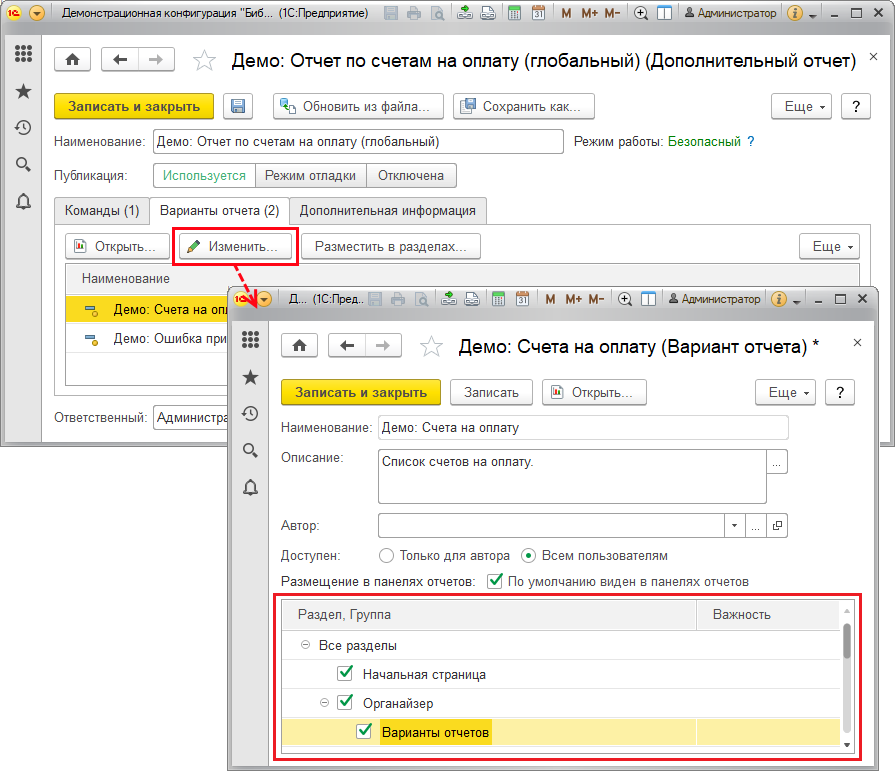 Демонстрационная конфигурация "Биб... (1С:Предприятие)
M M+ M- Администратор
Демо: Отчет по счетам на оплату (глобальный) (Дополнительный отчет)
Записать и закрыть Обновить из файла... Сохранить как... Еще ?
Наименование: Демо: Отчет по счетам на оплату (глобальный) Режим работы: Безопасный ?
Публикация: Используется Режим отладки Отключена
Команды (1) Варианты отчета (2) Дополнительная информация
Открыть... Изменить... Разместить в разделах... Еще
Наименование
Демо: Счета на опл
Демо: Ошибка при
Ответственный: Администра
Д... (1С:Пред... M M+ M- Администратор
Демо: Счета на оплату (Вариант отчета) *
Записать и закрыть Записать Открыть... Еще ?
Наименование: Демо: Счета на оплату
Описание: Список счетов на оплату. ...
Автор: ...
Доступен: Только для автора Всем пользователям
Размещение в панелях отчетов: По умолчанию виден в панелях отчетов
Раздел, Группа Важность
Все разделы
Начальная страница
Органайзер
Варианты отчетов